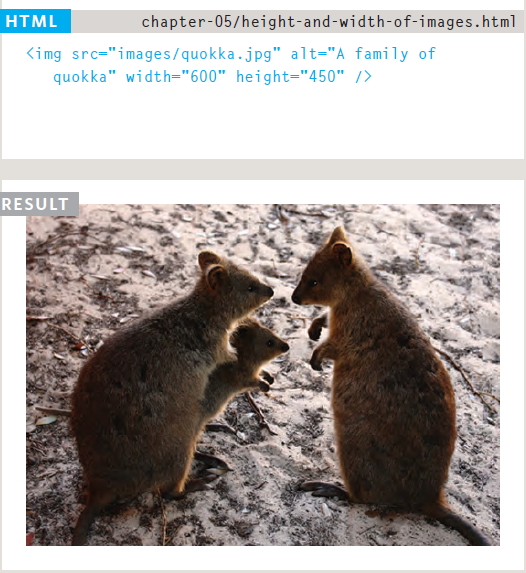 HTML
chapter-05/height-and-width-of-images.html
<img src="images/quokka.jpg" alt="A family of
quokka" width="600" height="450" />
RESULT